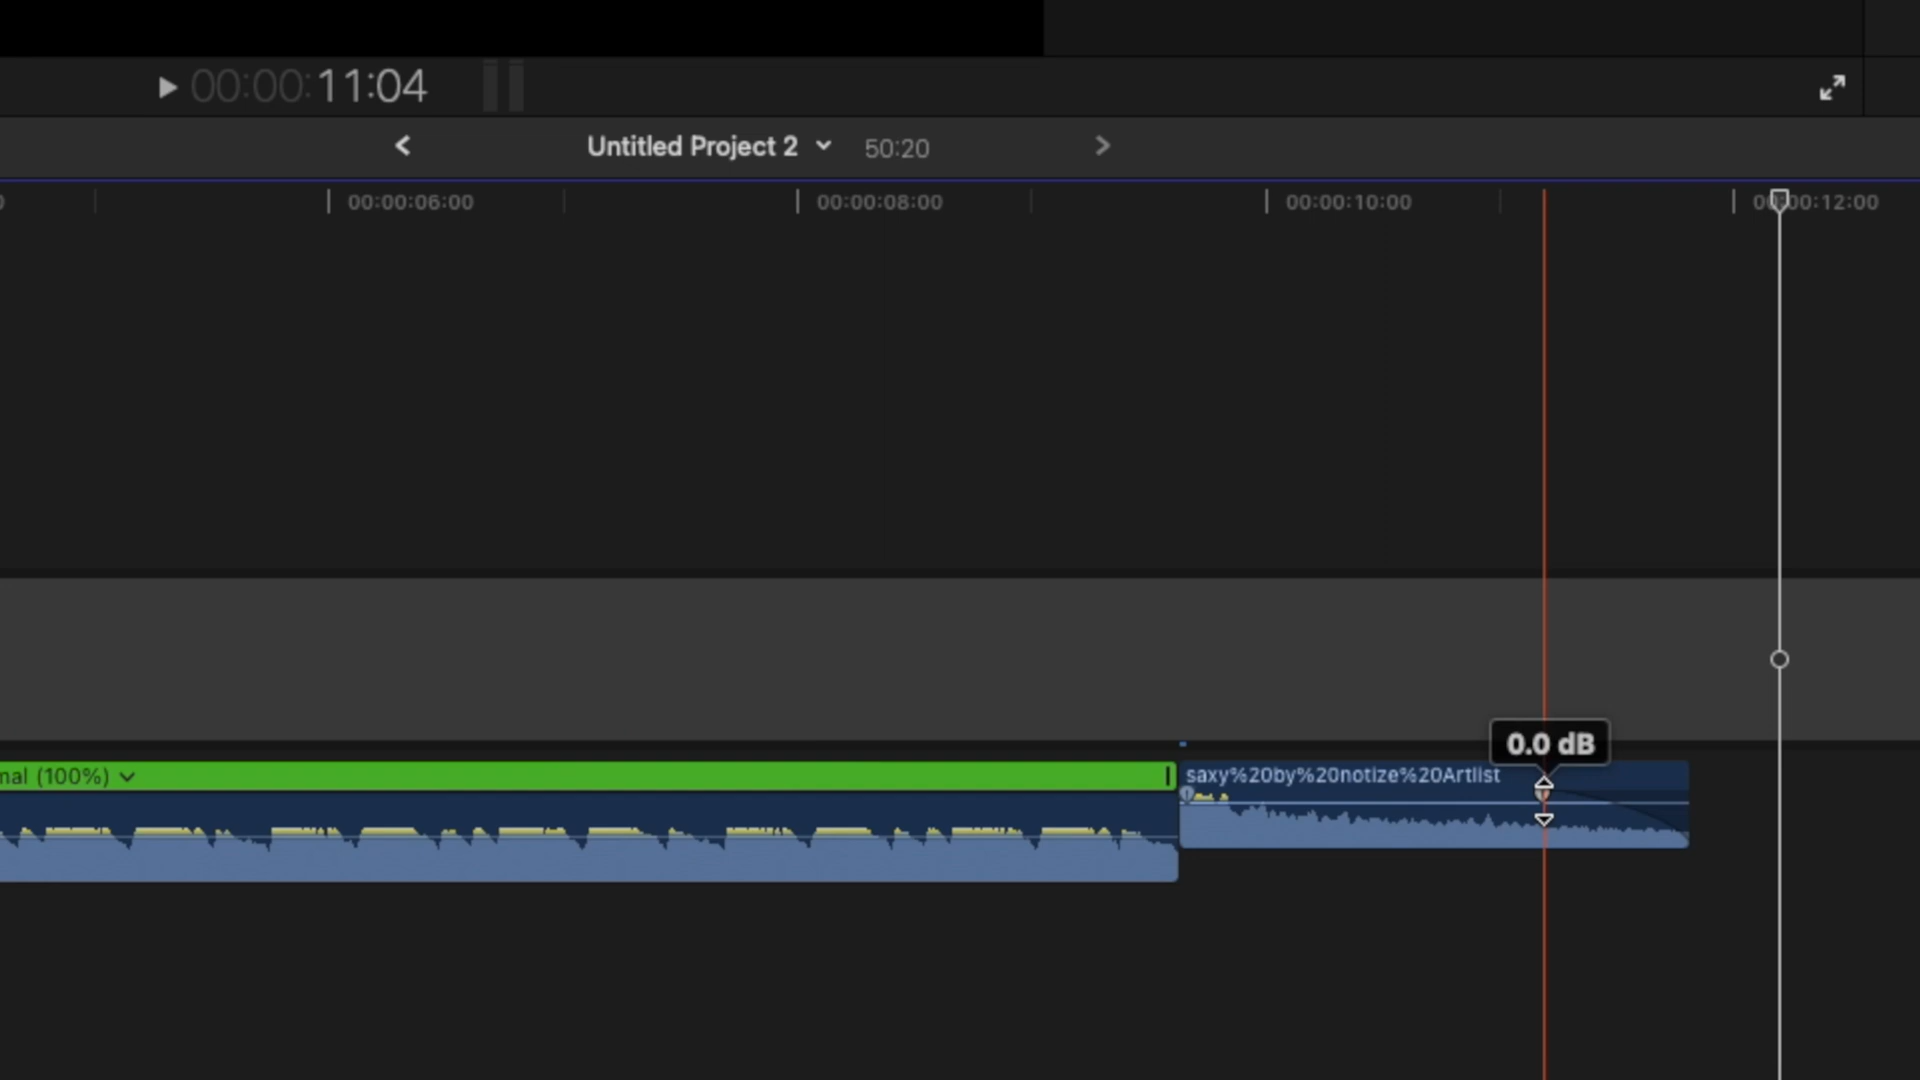 00:00:11:04
Untitled Project 2 50:20
00:00:06:00 00:00:08:00 00:00:10:00 00:00:12:00
0.0 dB
mal (100%) saxy%20by%20notize%20Artlist